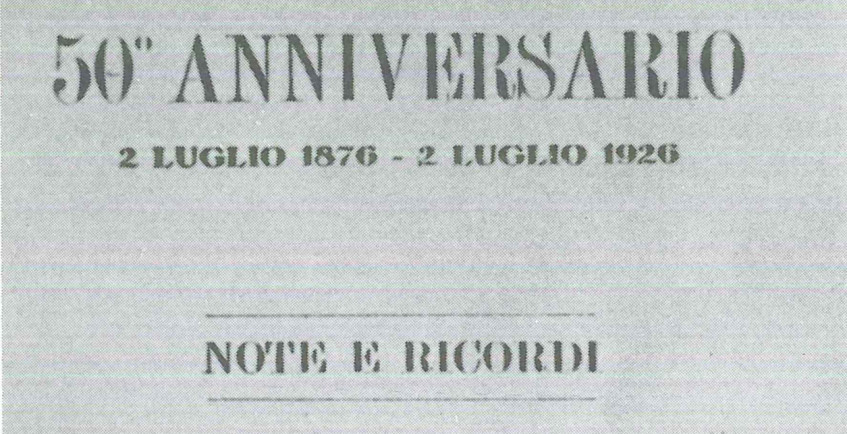 50° ANNIVERSARIO
2 LUGLIO 1876 - 2 LUGLIO 1926
NOTE E RICORDI